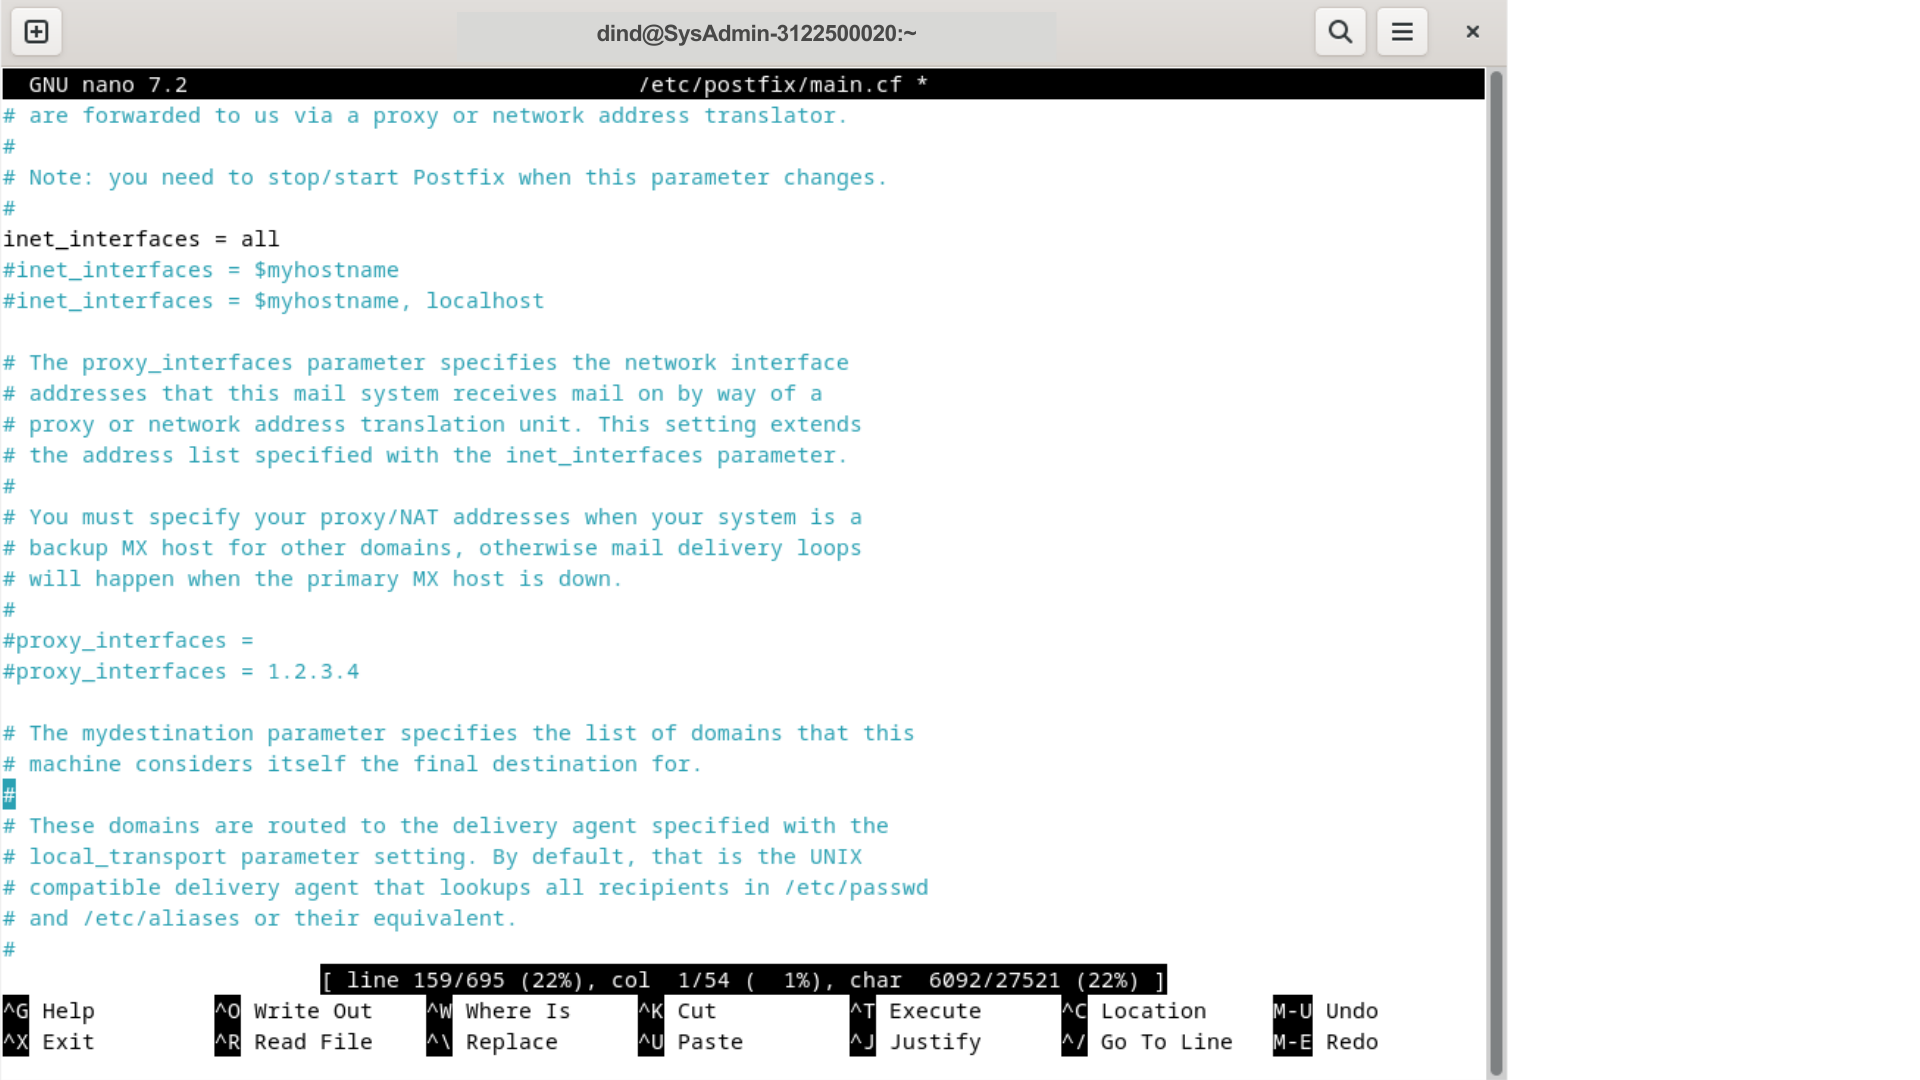 dind@SysAdmin-3122500020:~
GNU nano 7.2 /etc/postfix/main.cf *
# are forwarded to us via a proxy or network address translator.
#
# Note: you need to stop/start Postfix when this parameter changes.
#
inet_interfaces = all
#inet_interfaces = $myhostname
#inet_interfaces = $myhostname, localhost
# The proxy_interfaces parameter specifies the network interface
# addresses that this mail system receives mail on by way of a
# proxy or network address translation unit. This setting extends
# the address list specified with the inet_interfaces parameter.
#
# You must specify your proxy/NAT addresses when your system is a
# backup MX host for other domains, otherwise mail delivery loops
# will happen when the primary MX host is down.
#
#proxy_interfaces =
#proxy_interfaces = 1.2.3.4
# The mydestination parameter specifies the list of domains that this
# machine considers itself the final destination for.
#
# These domains are routed to the delivery agent specified with the
# local_transport parameter setting. By default, that is the UNIX
# compatible delivery agent that lookups all recipients in /etc/passwd
# and /etc/aliases or their equivalent.
#
[ line 159/695 (22%), col  1/54 (  1%), char  6092/27521 (22%) ]
^G Help ^O Write Out ^W Where Is ^K Cut ^T Execute ^C Location M-U Undo
^X Exit ^R Read File ^\ Replace ^U Paste ^J Justify ^/ Go To Line M-E Redo